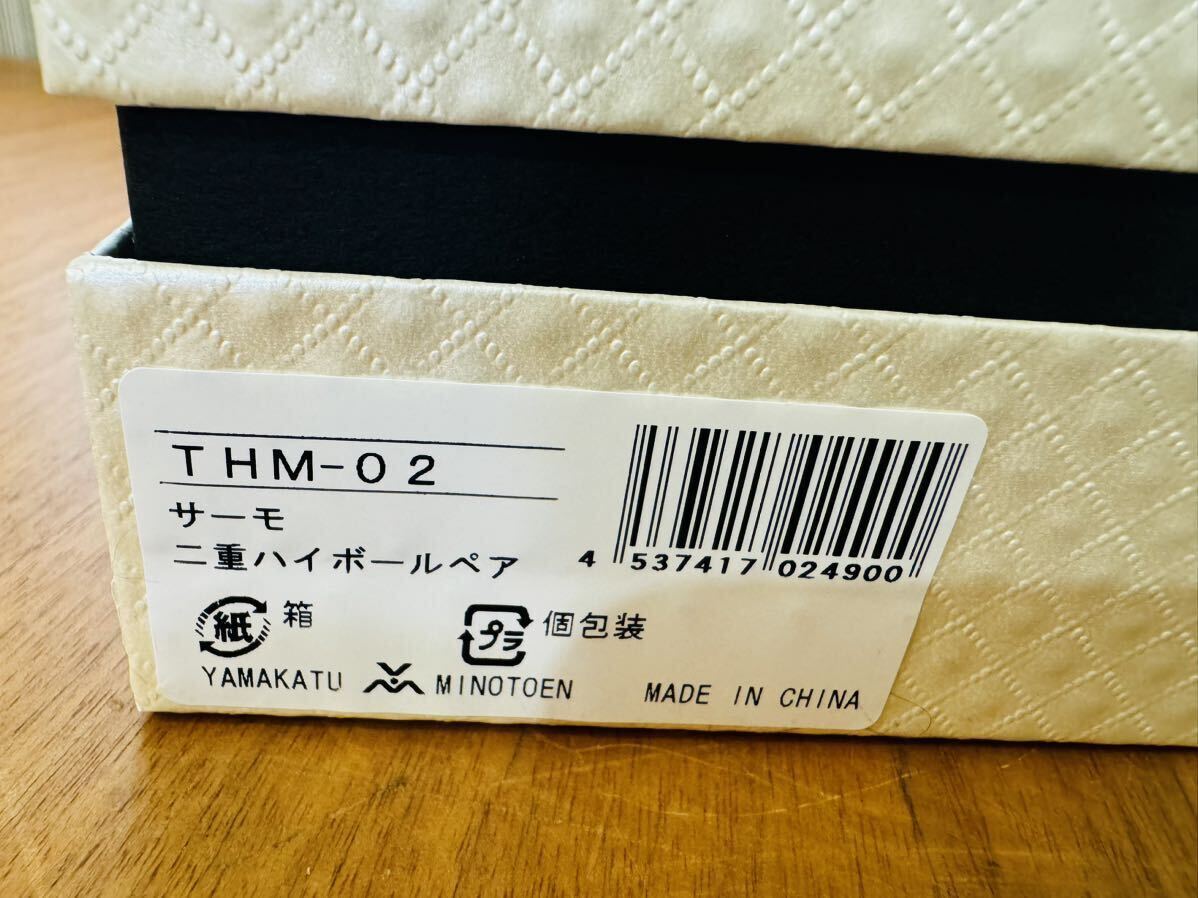 ＴＨＭ-０２
サーモ
二重ハイボールペア
4 537417 024900
紙 箱 プラ 個包装
YAMAKATU MINOTOEN MADE IN CHINA